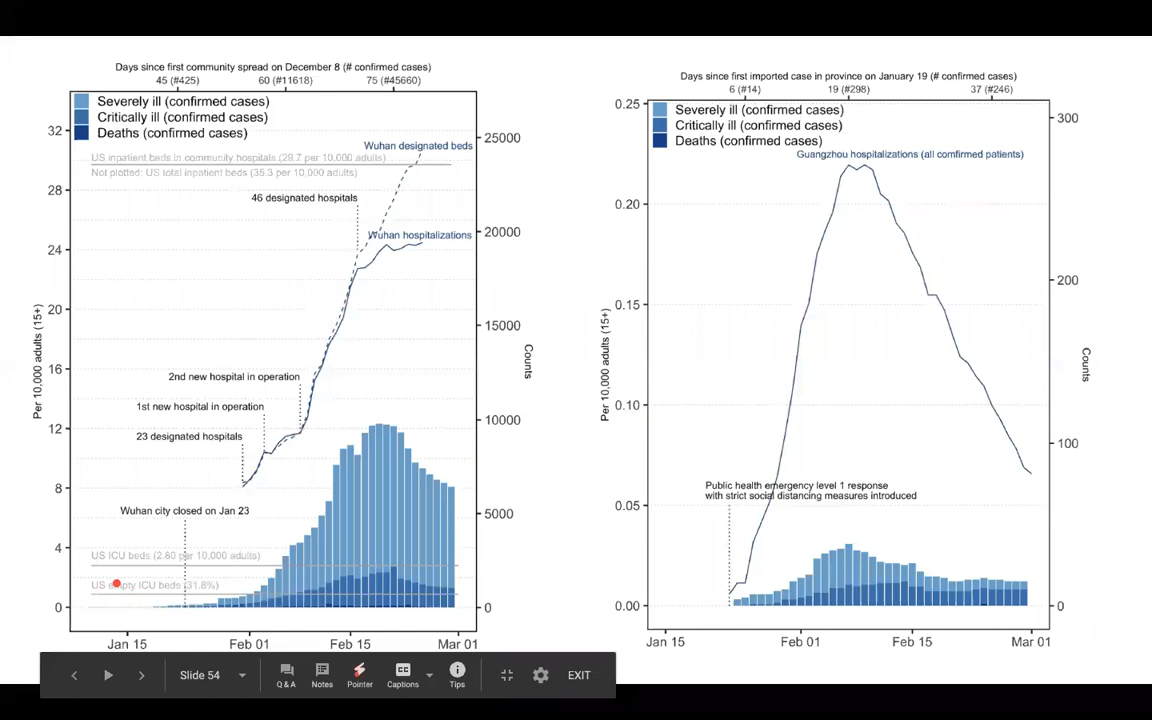 Days since first community spread on December 8 (# confirmed cases)
45 (#425) 60 (#11618) 75 (#45660)
Severely ill (confirmed cases)
Critically ill (confirmed cases)
Deaths (confirmed cases)
Wuhan designated beds
US inpatient beds in community hospitals (29.7 per 10,000 adults)
Not plotted: US total inpatient beds (35.3 per 10,000 adults)
46 designated hospitals
Wuhan hospitalizations
2nd new hospital in operation
1st new hospital in operation
23 designated hospitals
Wuhan city closed on Jan 23
US ICU beds (2.80 per 10,000 adults)
US empty ICU beds (31.8%)
Per 10,000 adults (15+)
32
28
24
20
16
12
8
4
0
25000
20000
15000
10000
5000
0
Counts
Jan 15 Feb 01 Feb 15 Mar 01
Days since first imported case in province on January 19 (# confirmed cases)
6 (#14) 19 (#298) 37 (#246)
Severely ill (confirmed cases)
Critically ill (confirmed cases)
Deaths (confirmed cases)
Guangzhou hospitalizations (all comfirmed patients)
Public health emergency level 1 response
with strict social distancing measures introduced
Per 10,000 adults (15+)
0.25
0.20
0.15
0.10
0.05
0.00
300
200
100
0
Counts
Jan 15 Feb 01 Feb 15 Mar 01
Slide 54
Q & A
Notes
Pointer
CC
Captions
Tips
EXIT